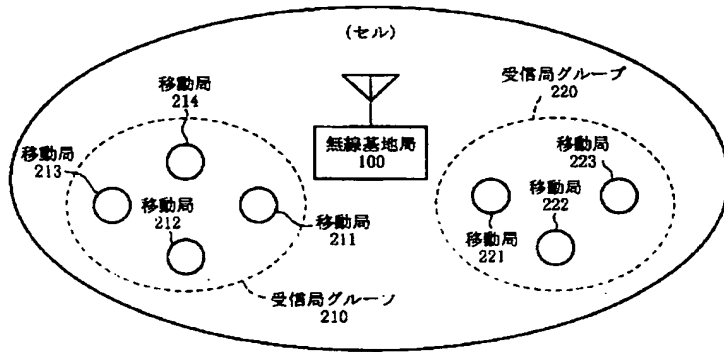 (セル)
移動局
214
受信局グループ
220
無線基地局
100
移動局
213
移動局
223
移動局
212
移動局
222
移動局
211
移動局
221
受信局グループ
210